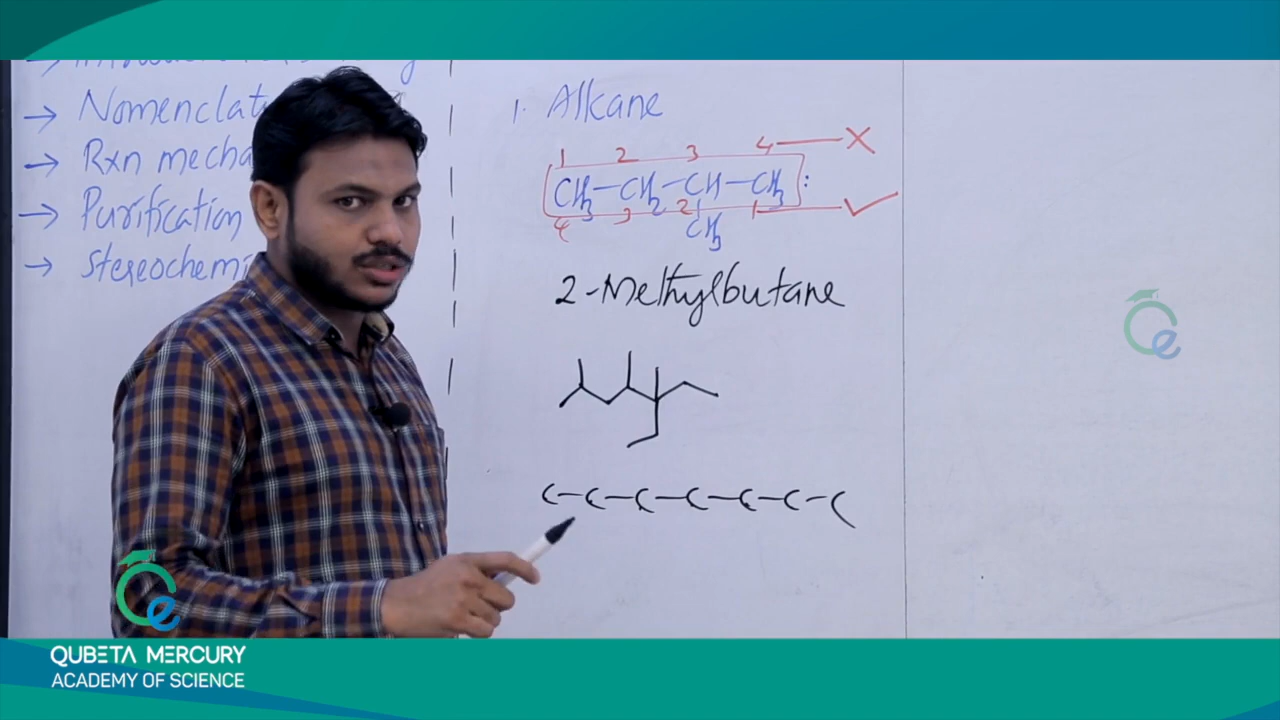 → Nomenclat
→ Rxn mecha
→ Purification
→ Stereochemi
1. Alkane
1 2 3 4 — X
CH3 – CH2 – CH – CH3 :
4 3 2 1 — ✓
CH3
2-Methylbutane
C – C – C – C – C – C – C
e
e
QUBETA MERCURY
ACADEMY OF SCIENCE